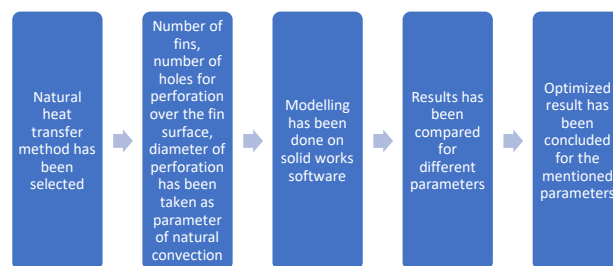 Natural
heat
transfer
method has
been
selected
Number of
fins,
number of
holes for
perforation
over the fin
surface,
diameter of
perforation
has been
taken as
parameter
of natural
convection
Modelling
has been
done on
solid works
software
Results has
been
compared
for
different
parameters
Optimized
result has
been
concluded
for the
mentioned
parameters